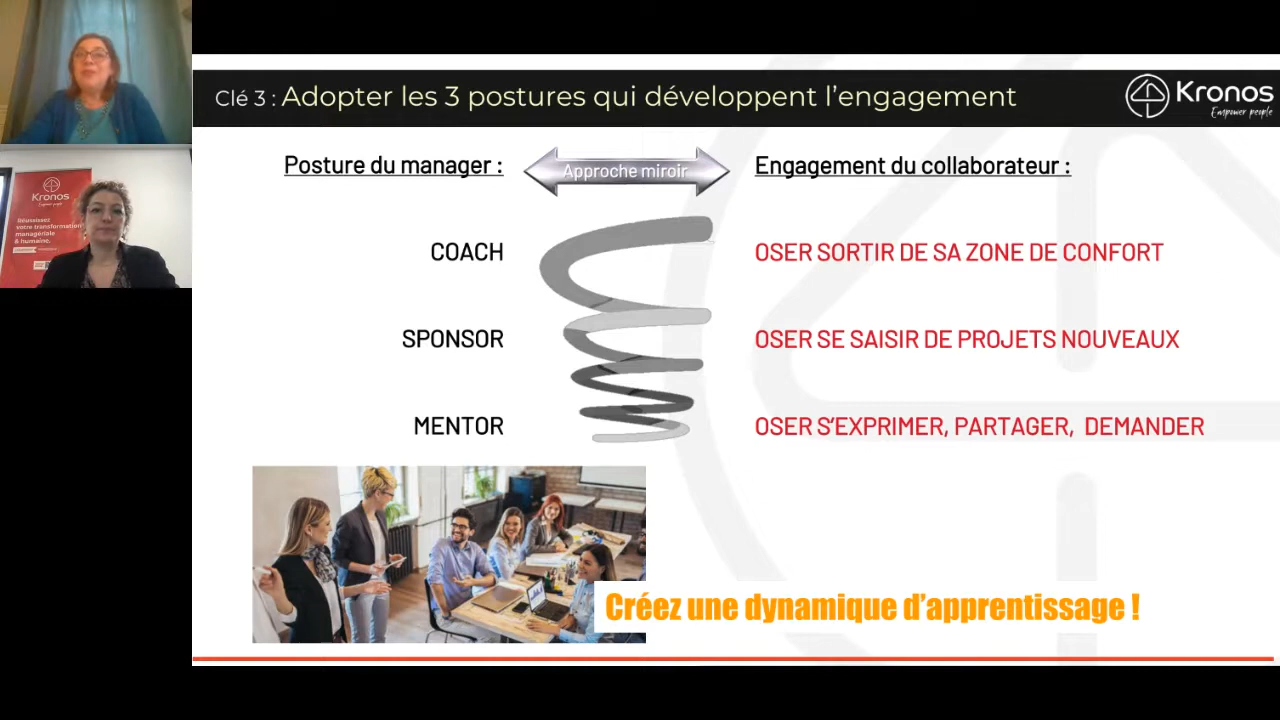 Clé 3 : Adopter les 3 postures qui développent l'engagement
Kronos
Empower people
Posture du manager :
Approche miroir
Engagement du collaborateur :
COACH
OSER SORTIR DE SA ZONE DE CONFORT
SPONSOR
OSER SE SAISIR DE PROJETS NOUVEAUX
MENTOR
OSER S'EXPRIMER, PARTAGER, DEMANDER
Créez une dynamique d'apprentissage !
Kronos
Empower people
Réussissez
votre transformation
managériale
& humaine.